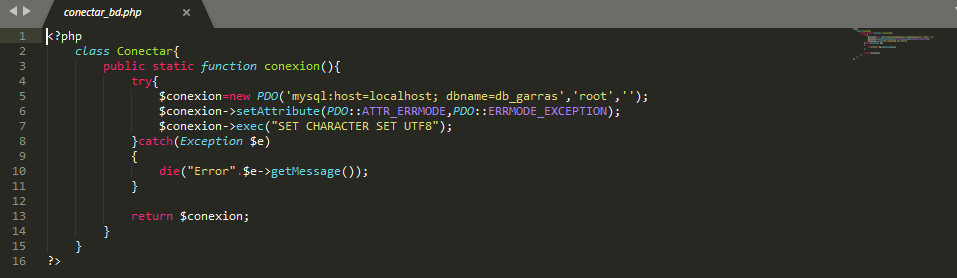 conectar_bd.php
1 <?php
2 class Conectar{
3 public static function conexion(){
4 try{
5 $conexion=new PDO('mysql:host=localhost; dbname=db_garras','root','');
6 $conexion->setAttribute(PDO::ATTR_ERRMODE,PDO::ERRMODE_EXCEPTION);
7 $conexion->exec("SET CHARACTER SET UTF8");
8 }catch(Exception $e)
9 {
10 die("Error".$e->getMessage());
11 }
12
13 return $conexion;
14 }
15 }
16 ?>